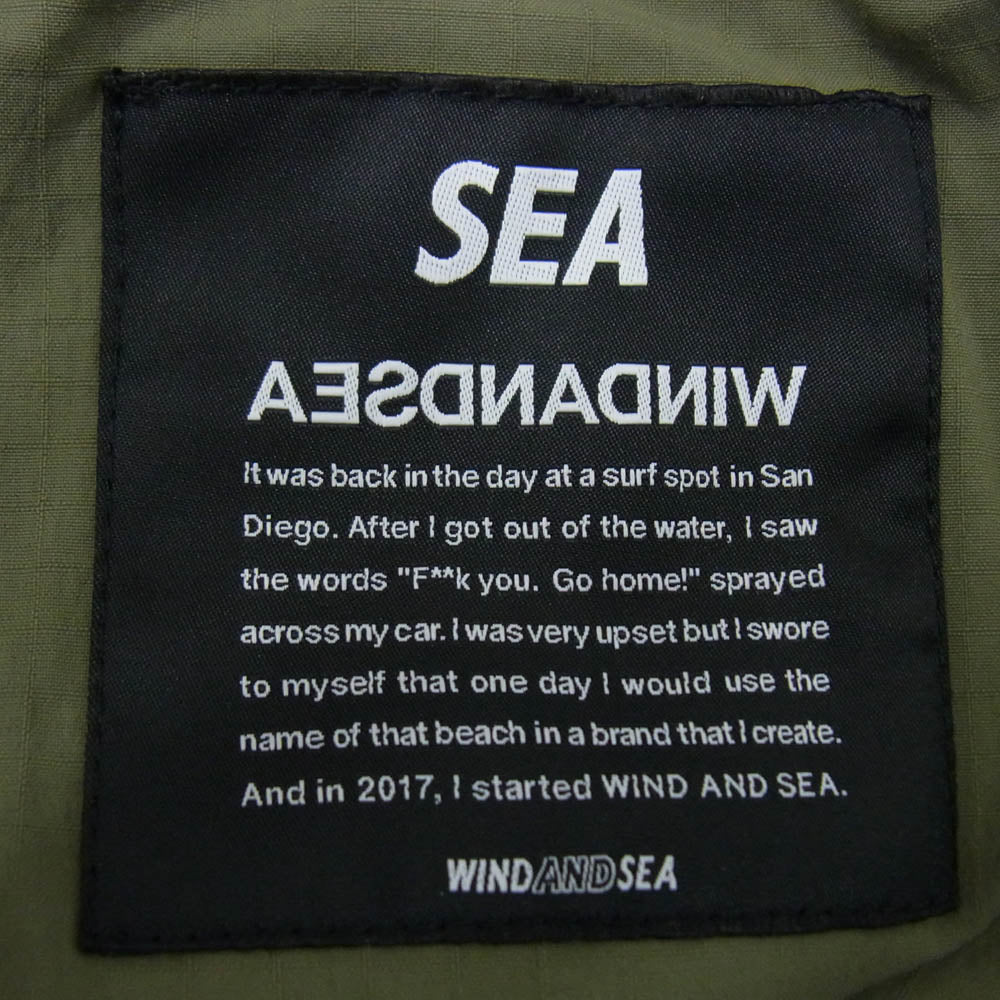 SEA
WINDANDSEA
It was back in the day at a surf spot in San
Diego. After I got out of the water, I saw
the words "F**k you. Go home!" sprayed
across my car. I was very upset but I swore
to myself that one day I would use the
name of that beach in a brand that I create.
And in 2017, I started WIND AND SEA.
WINDANDSEA